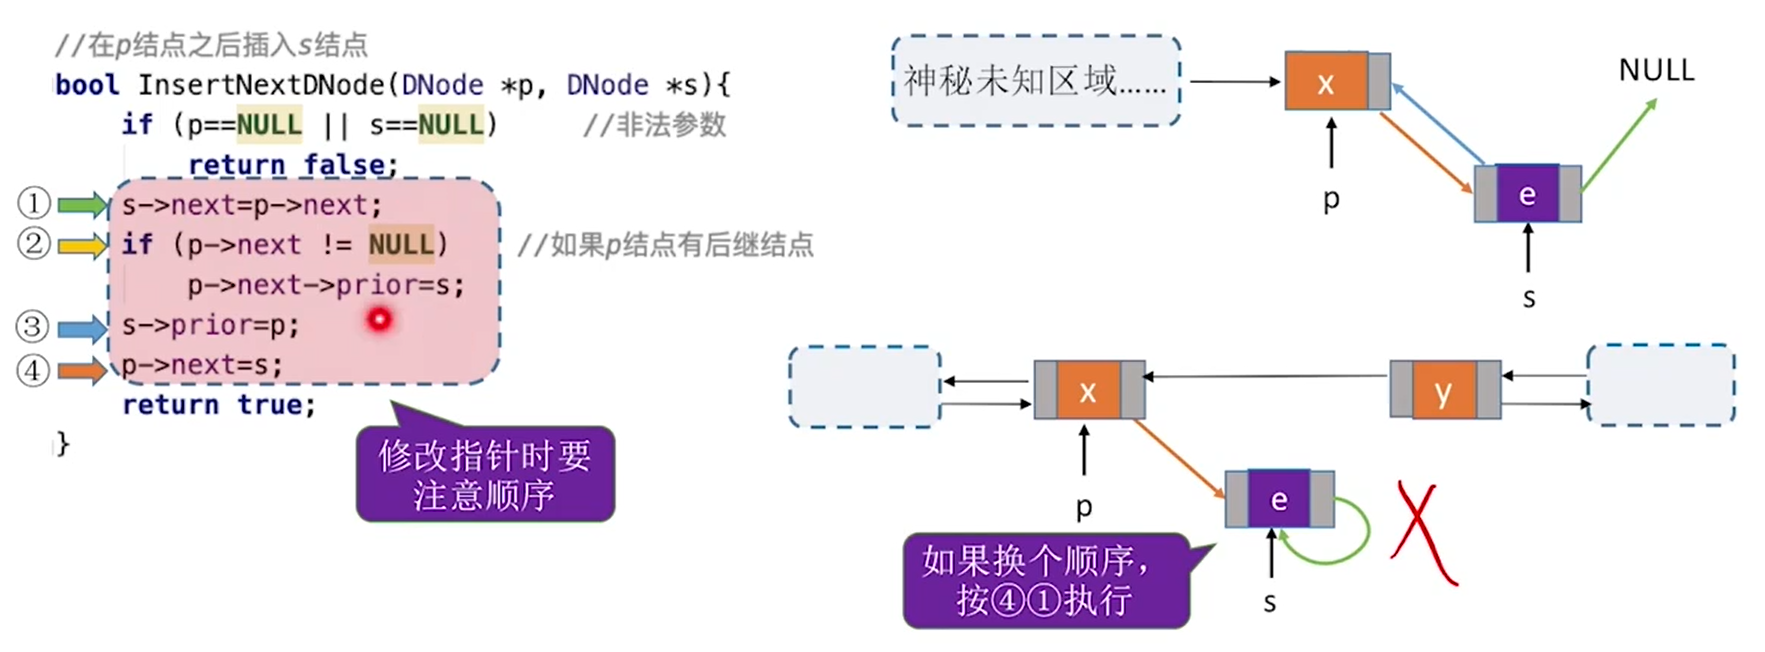 //在p结点之后插入s结点
bool InsertNextDNode(DNode *p, DNode *s){
if (p==NULL || s==NULL) //非法参数
return false;
① s->next=p->next;
② if (p->next != NULL) //如果p结点有后继结点
p->next->prior=s;
③ s->prior=p;
④ p->next=s;
return true;
}
修改指针时要
注意顺序
神秘未知区域……
x
NULL
p
e
s
x
y
p
e
s
如果换个顺序，
按④①执行